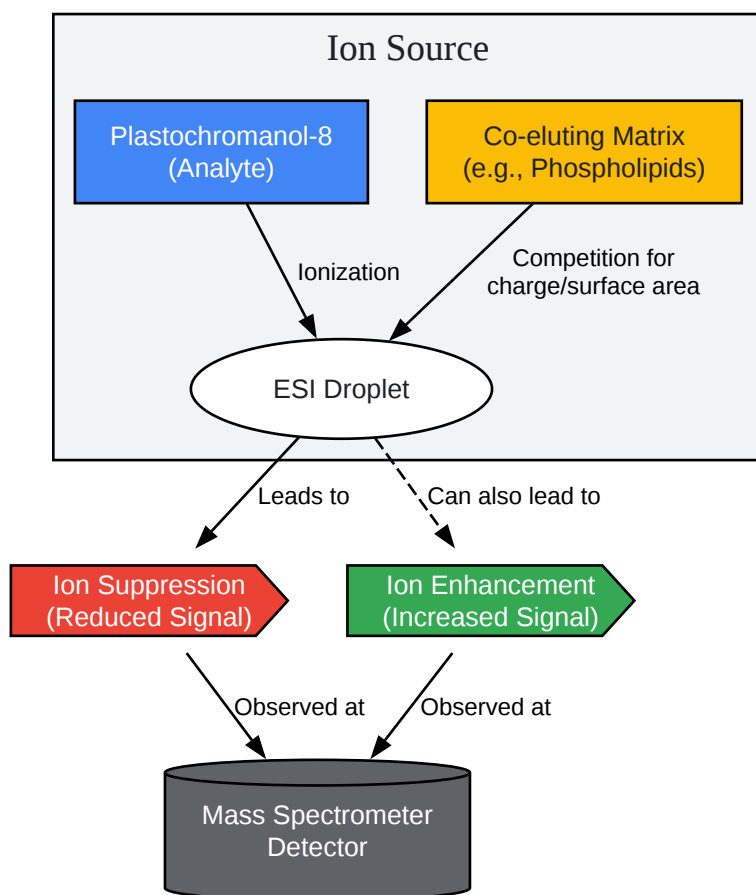 Ion Source
Plastochromanol-8
(Analyte)
Co-eluting Matrix
(e.g., Phospholipids)
Ionization
Competition for
charge/surface area
ESI Droplet
Leads to
Can also lead to
Ion Suppression
(Reduced Signal)
Ion Enhancement
(Increased Signal)
Observed at
Observed at
Mass Spectrometer
Detector